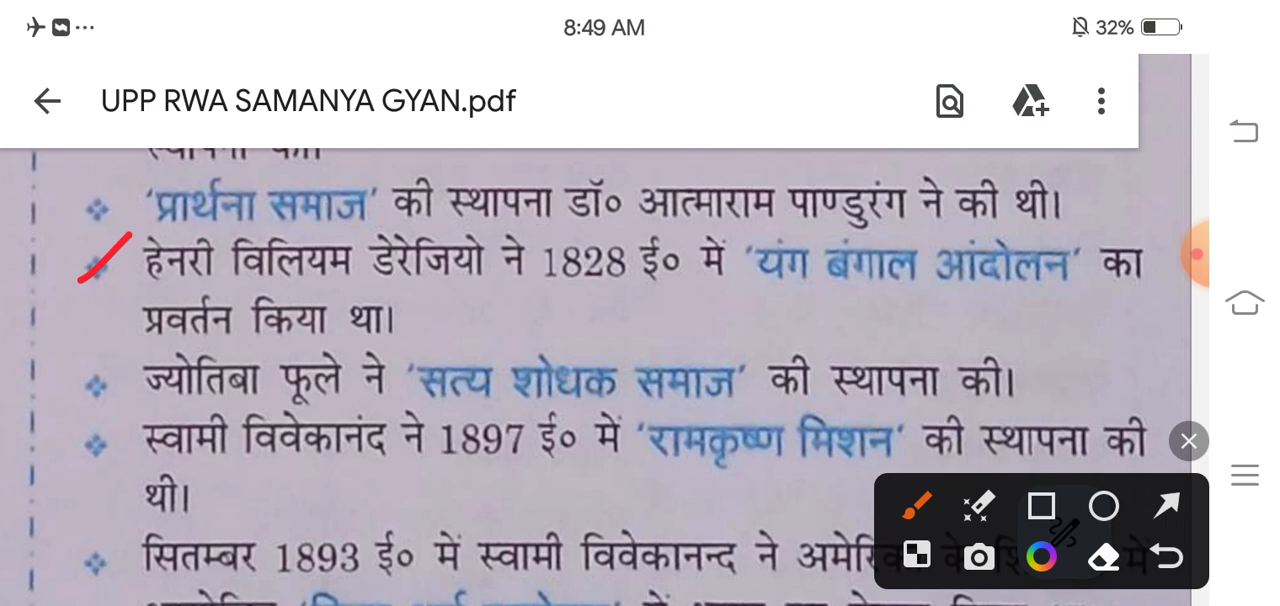 8:49 AM
32%
UPP RWA SAMANYA GYAN.pdf
'प्रार्थना समाज' की स्थापना डॉ० आत्माराम पाण्डुरंग ने की थी।
हेनरी विलियम डेरेजियो ने 1828 ई० में 'यंग बंगाल आंदोलन' का
प्रवर्तन किया था।
ज्योतिबा फूले ने 'सत्य शोधक समाज' की स्थापना की।
स्वामी विवेकानंद ने 1897 ई० में 'रामकृष्ण मिशन' की स्थापना की
थी।
सितम्बर 1893 ई० में स्वामी विवेकानन्द ने में